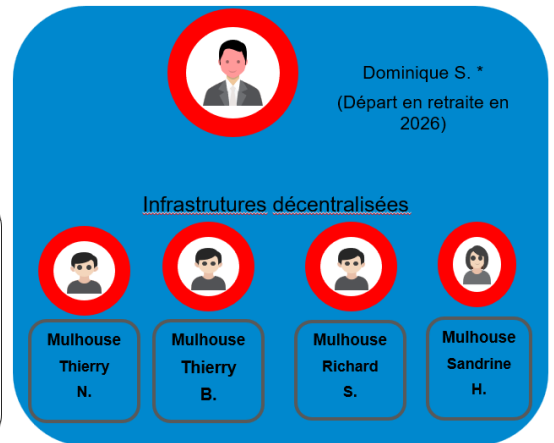 Dominique S. *
(Départ en retraite en
2026)
Infrastrutures décentralisées
Mulhouse
Thierry
N.
Mulhouse
Thierry
B.
Mulhouse
Richard
S.
Mulhouse
Sandrine
H.